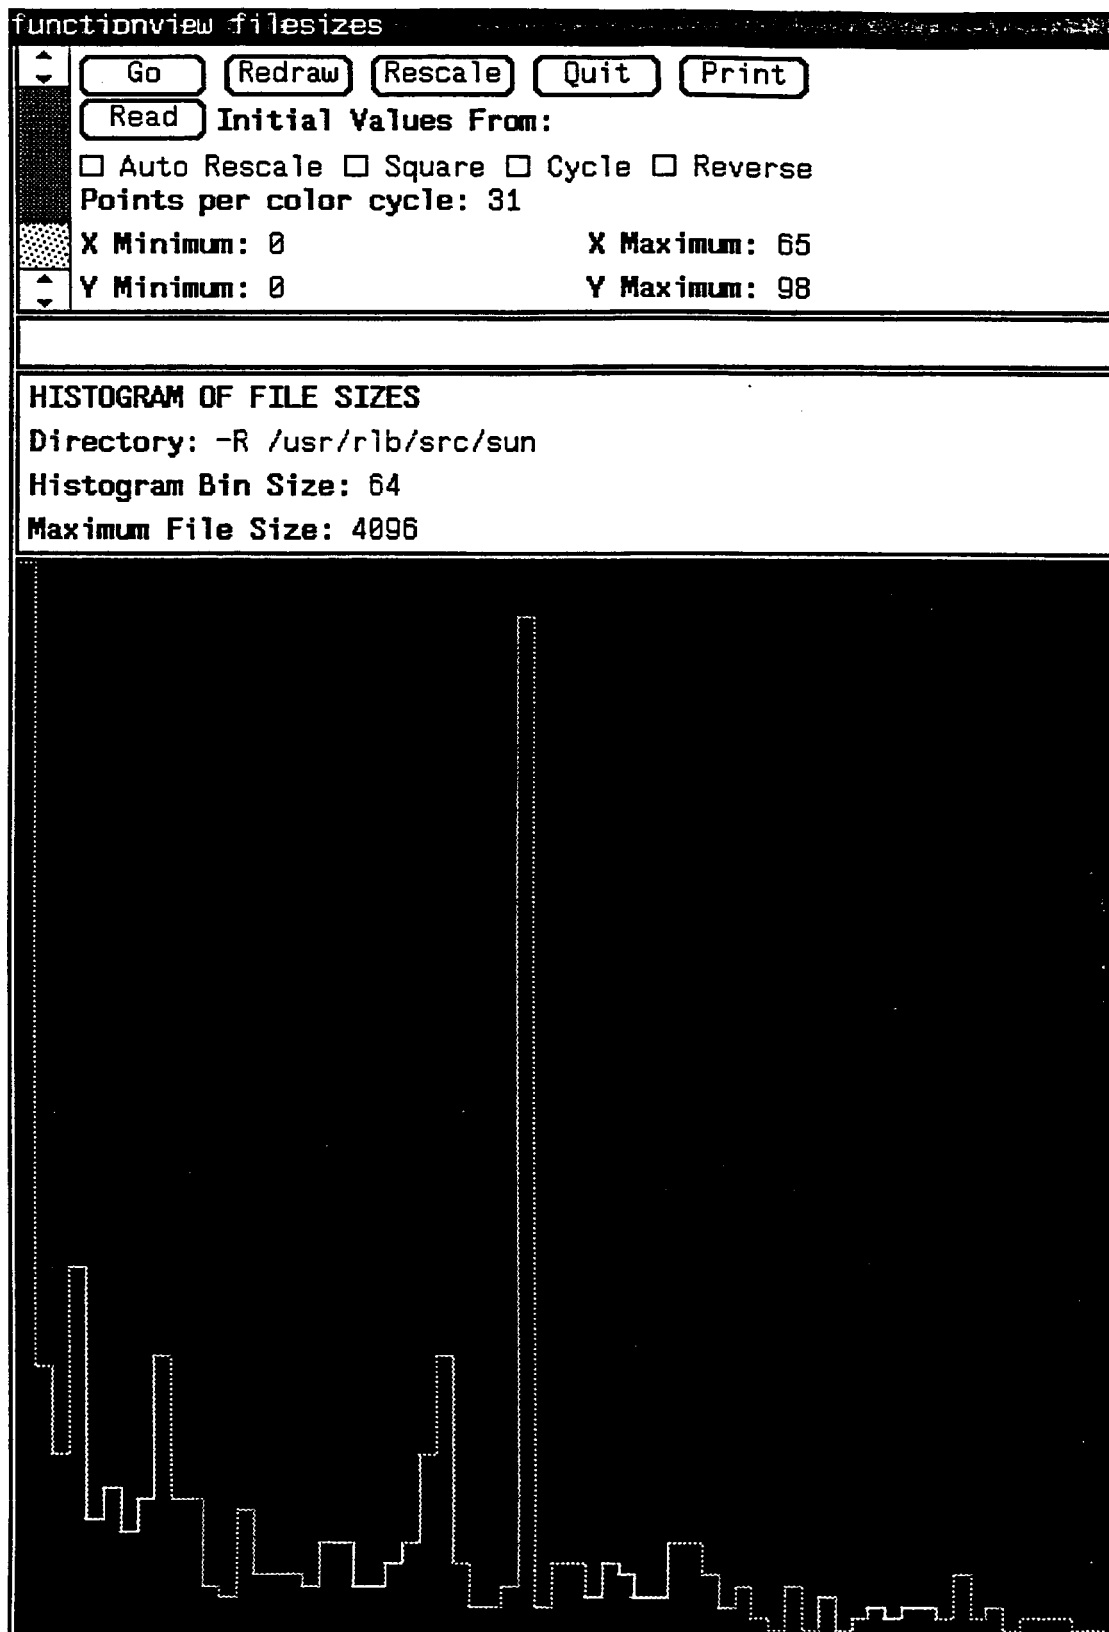 functionview filesizes
Go Redraw Rescale Quit Print
Read Initial Values From:
Auto Rescale Square Cycle Reverse
Points per color cycle: 31
X Minimum: 0 X Maximum: 65
Y Minimum: 0 Y Maximum: 98
HISTOGRAM OF FILE SIZES
Directory: -R /usr/rlb/src/sun
Histogram Bin Size: 64
Maximum File Size: 4096